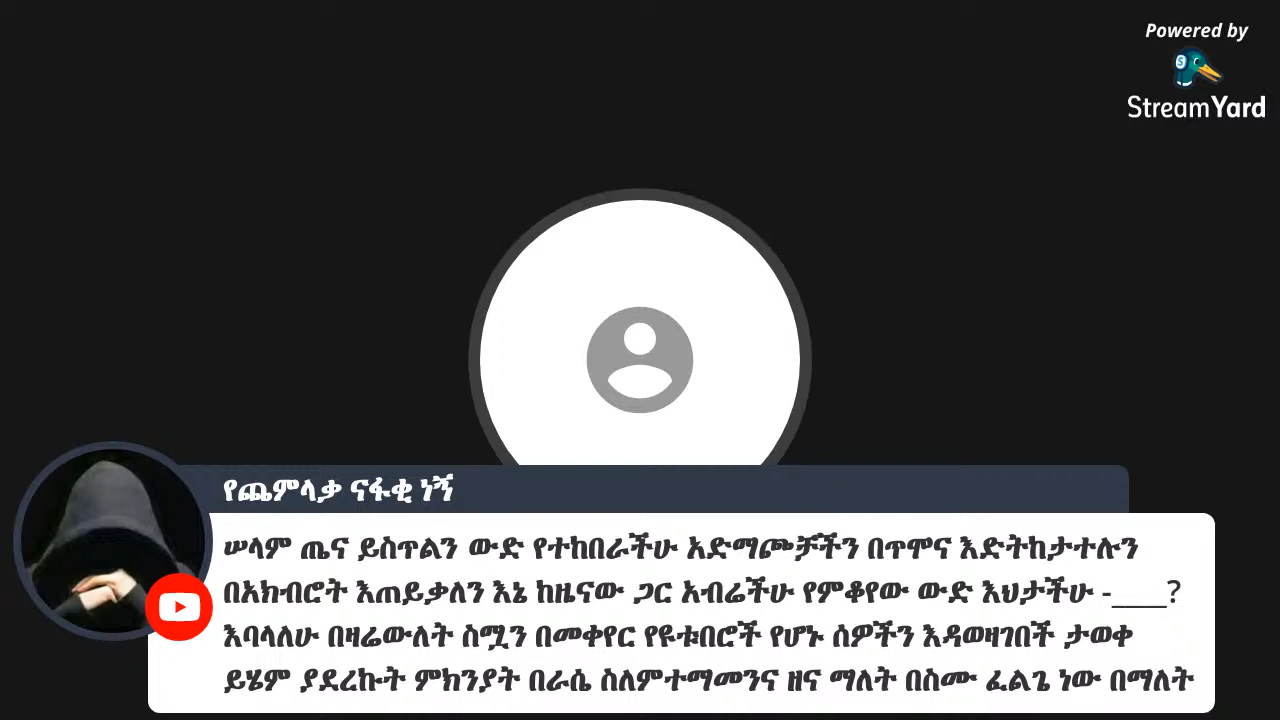 Powered by
StreamYard
የጨምላቃ ናፋቂ ነኝ
ሠላም ጤና ይስጥልን ውድ የተከበራችሁ አድማጮቻችን በጥሞና እድትከታተሉን
በአክብሮት እጠይቃለን እኔ ከዜናው ጋር አብሬችሁ የምቆየው ውድ እህታችሁ -____?
እባላለሁ በዛሬውለት ስሟን በመቀየር የዩቱበሮች የሆኑ ሰዎችን እዳወዛገበች ታወቀ
ይሄም ያደረኩት ምክንያት በራሴ ስለምተማመንና ዘና ማለት በስሙ ፈልጌ ነው በማለት